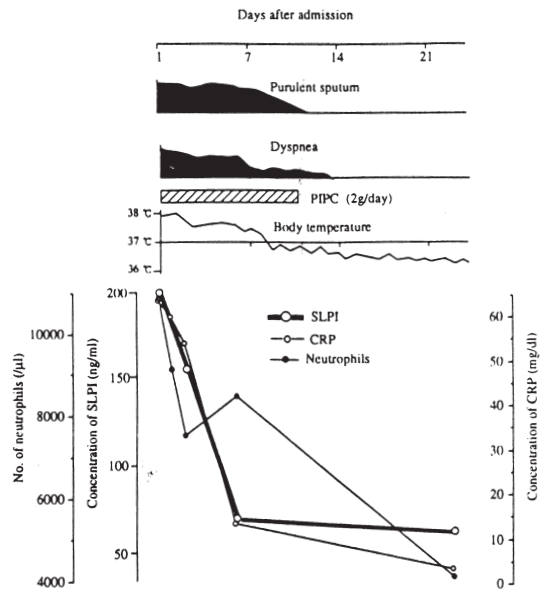 Days after admission
1 7 14 21
Purulent sputum
Dyspnea
PIPC (2g/day)
38 ℃
Body temperature
37 ℃
36 ℃
No. of neutrophils (/μl)
10000
8000
6000
4000
Concentration of SLPI (ng/ml)
200
150
100
50
SLPI
CRP
Neutrophils
Concentration of CRP (mg/dl)
60
50
40
30
20
10
0